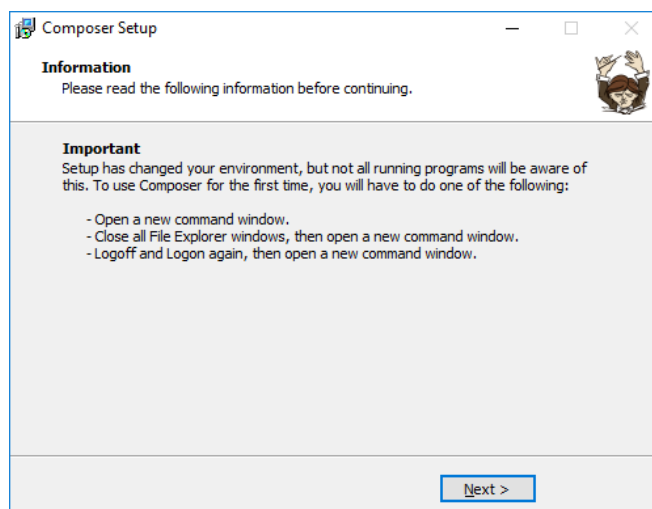 Composer Setup
Information
Please read the following information before continuing.
Important
Setup has changed your environment, but not all running programs will be aware of
this. To use Composer for the first time, you will have to do one of the following:
- Open a new command window.
- Close all File Explorer windows, then open a new command window.
- Logoff and Logon again, then open a new command window.
Next >